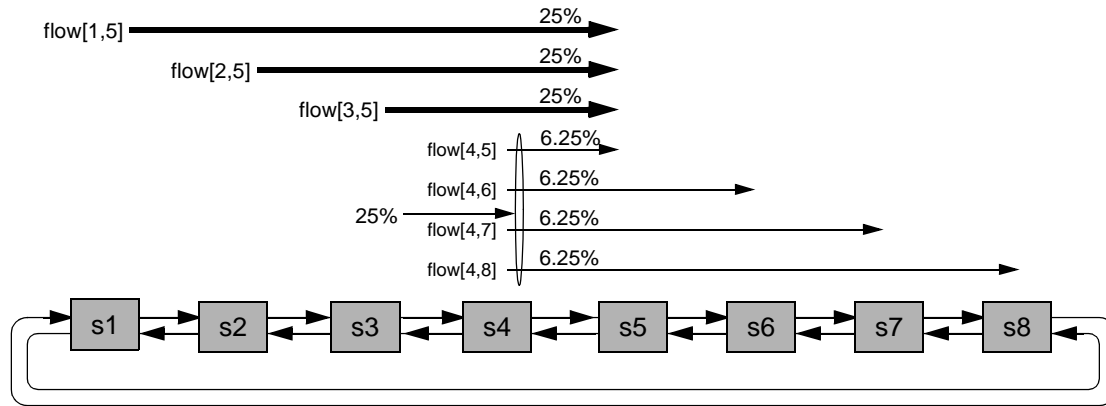 25%
flow[1,5]
25%
flow[2,5]
25%
flow[3,5]
6.25%
flow[4,5]
6.25%
flow[4,6]
25%
6.25%
flow[4,7]
6.25%
flow[4,8]
s1 s2 s3 s4 s5 s6 s7 s8